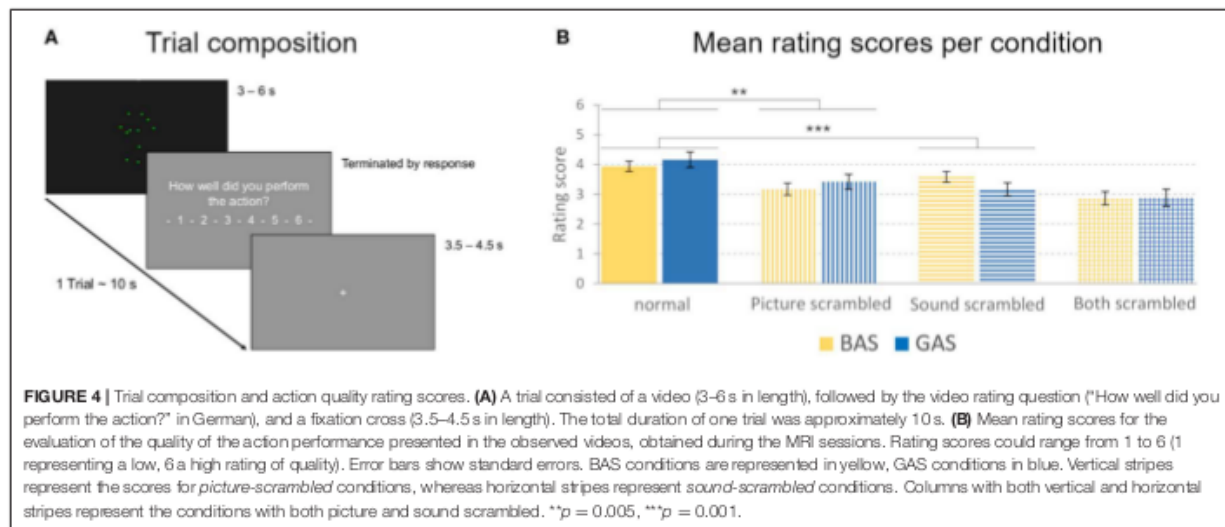 A Trial composition
3 – 6 s
Terminated by response
How well did you perform
the action?
- 1 - 2 - 3 - 4 - 5 - 6 -
3.5 – 4.5 s
1 Trial ~ 10 s
+
B Mean rating scores per condition
**
***
Rating score
6
5
4
3
2
1
0
normal Picture scrambled Sound scrambled Both scrambled
BAS GAS
FIGURE 4 | Trial composition and action quality rating scores. (A) A trial consisted of a video (3–6 s in length), followed by the video rating question (“How well did you
perform the action?” in German), and a fixation cross (3.5–4.5 s in length). The total duration of one trial was approximately 10 s. (B) Mean rating scores for the
evaluation of the quality of the action performance presented in the observed videos, obtained during the MRI sessions. Rating scores could range from 1 to 6 (1
representing a low, 6 a high rating of quality). Error bars show standard errors. BAS conditions are represented in yellow, GAS conditions in blue. Vertical stripes
represent the scores for picture-scrambled conditions, whereas horizontal stripes represent sound-scrambled conditions. Columns with both vertical and horizontal
stripes represent the conditions with both picture and sound scrambled. **p = 0.005, ***p = 0.001.